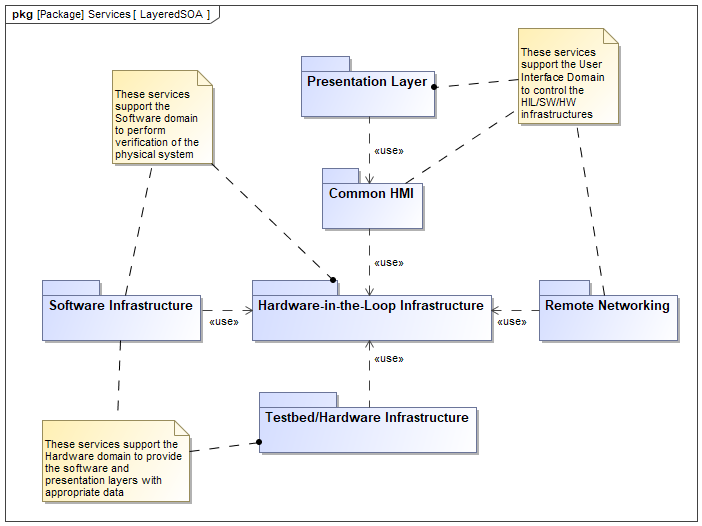 pkg [Package] Services [ LayeredSOA ]
These services
support the User
Interface Domain
to control the
HIL/SW/HW
infrastructures
Presentation Layer
These services
support the
Software domain
to perform
verification of the
physical system
«use»
Common HMI
«use»
Software Infrastructure
Hardware-in-the-Loop Infrastructure
Remote Networking
«use»
«use»
«use»
Testbed/Hardware Infrastructure
These services support the
Hardware domain to provide
the software and
presentation layers with
appropriate data